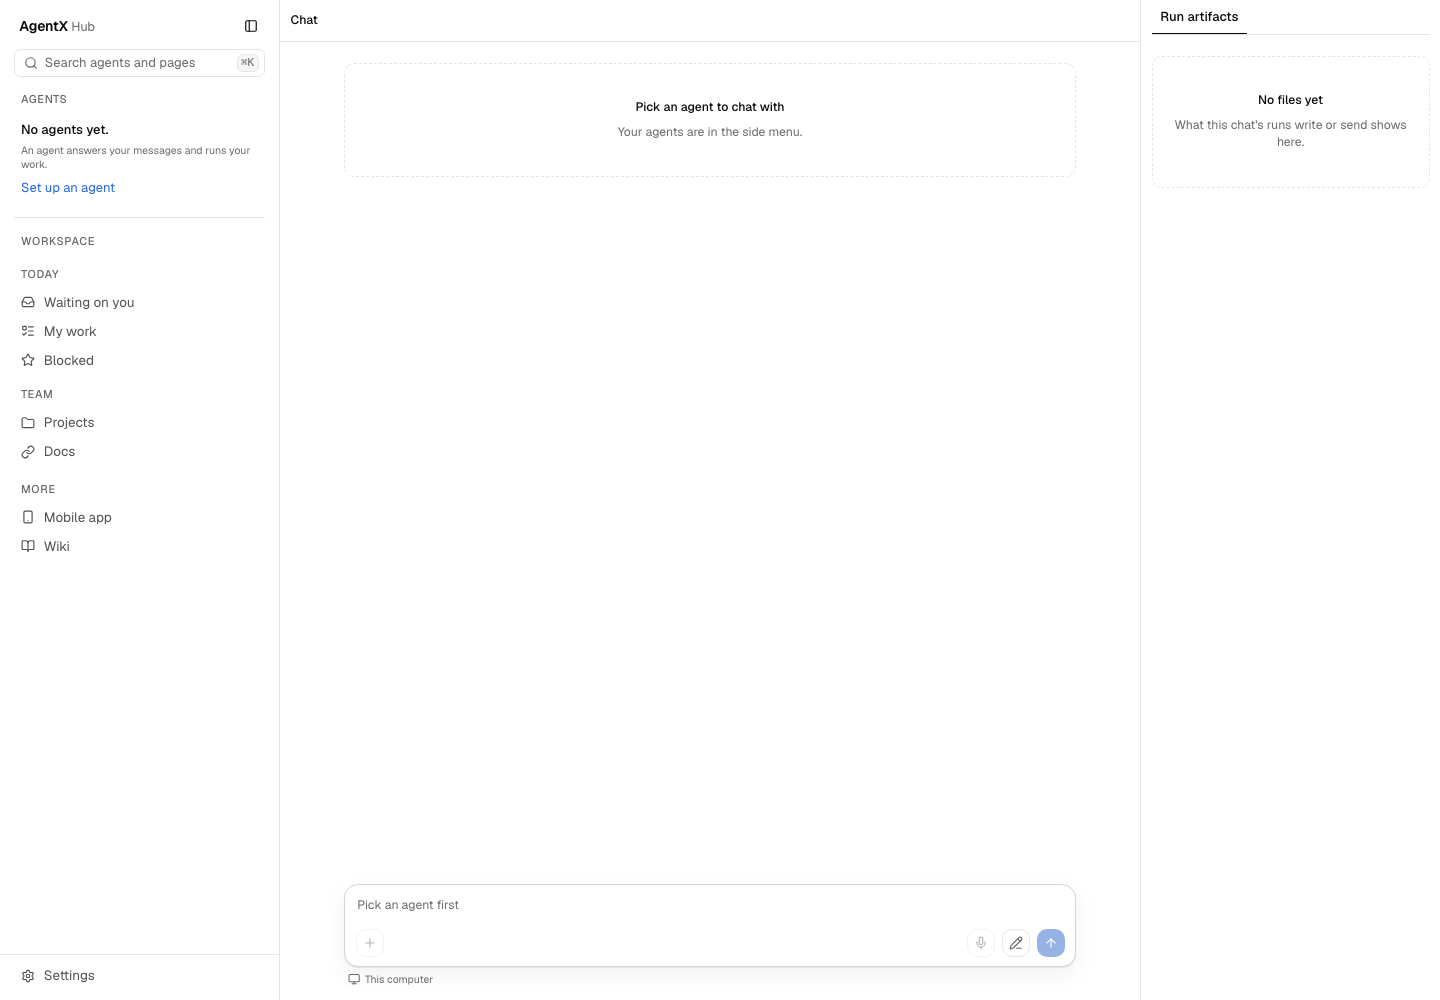 AgentX Hub
Search agents and pages
⌘K
AGENTS
No agents yet.
An agent answers your messages and runs your
work.
Set up an agent
WORKSPACE
TODAY
Waiting on you
My work
Blocked
TEAM
Projects
Docs
MORE
Mobile app
Wiki
Settings
Chat
Pick an agent to chat with
Your agents are in the side menu.
Pick an agent first
This computer
Run artifacts
No files yet
What this chat's runs write or send shows
here.